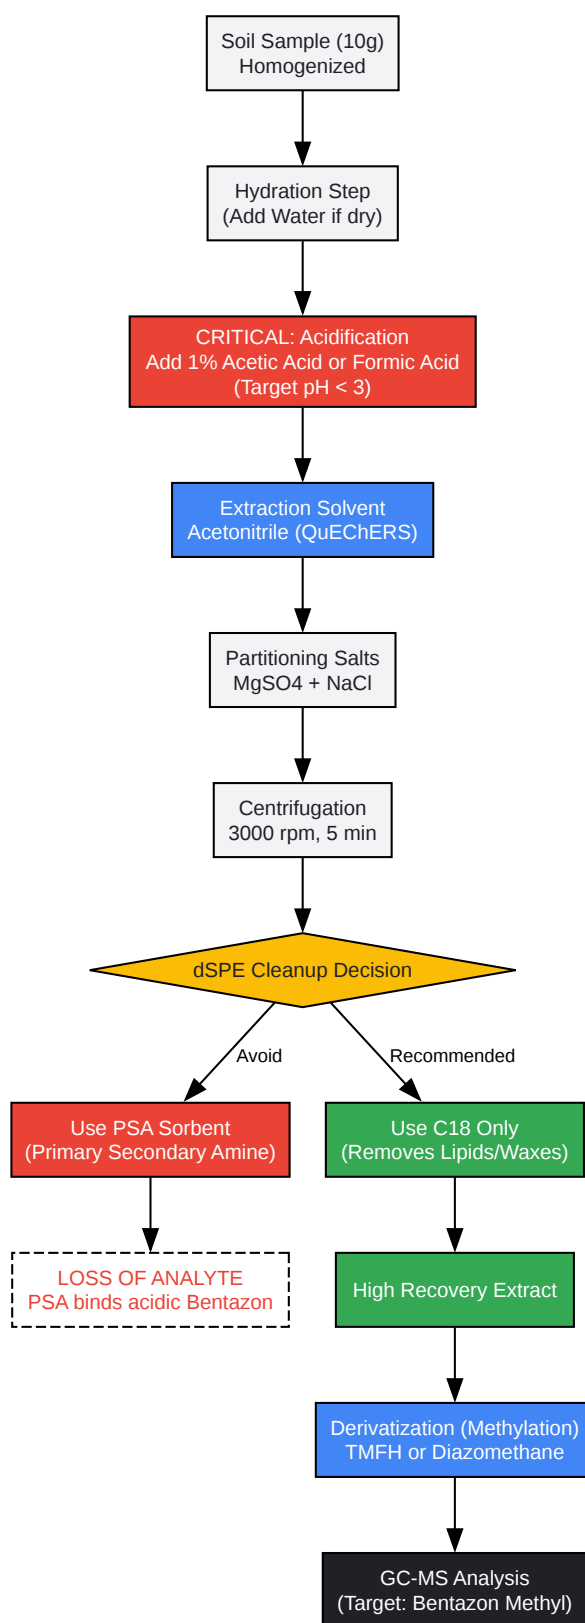 Soil Sample (10g)
Homogenized
Hydration Step
(Add Water if dry)
CRITICAL: Acidification
Add 1% Acetic Acid or Formic Acid
(Target pH < 3)
Extraction Solvent
Acetonitrile (QuEChERS)
Partitioning Salts
MgSO4 + NaCl
Centrifugation
3000 rpm, 5 min
dSPE Cleanup Decision
Avoid
Recommended
Use PSA Sorbent
(Primary Secondary Amine)
Use C18 Only
(Removes Lipids/Waxes)
LOSS OF ANALYTE
PSA binds acidic Bentazon
High Recovery Extract
Derivatization (Methylation)
TMFH or Diazomethane
GC-MS Analysis
(Target: Bentazon Methyl)